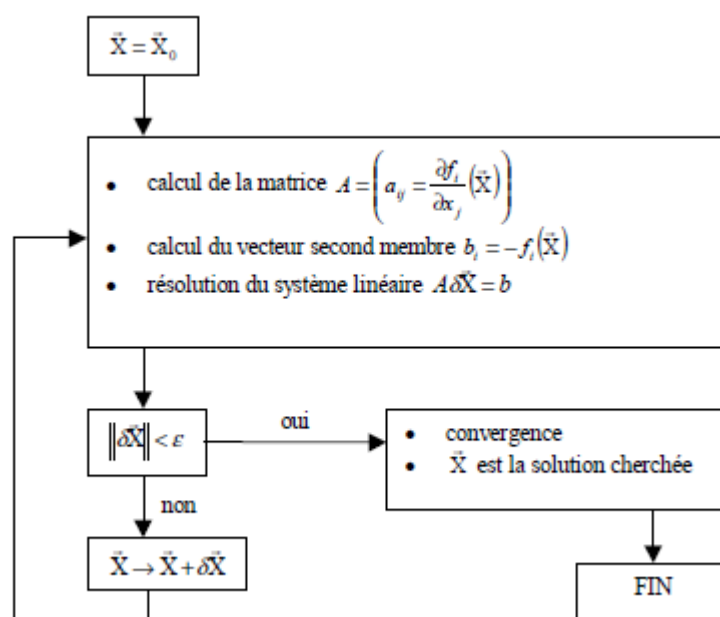 X⃗ = X⃗₀
• calcul de la matrice A = (a_ij = ∂f_i/∂x_j (X⃗))
• calcul du vecteur second membre b_i = −f_i(X⃗)
• résolution du système linéaire AδX⃗ = b
‖δX⃗‖ < ε
oui
• convergence
• X⃗ est la solution cherchée
non
X⃗ → X⃗ + δX⃗
FIN